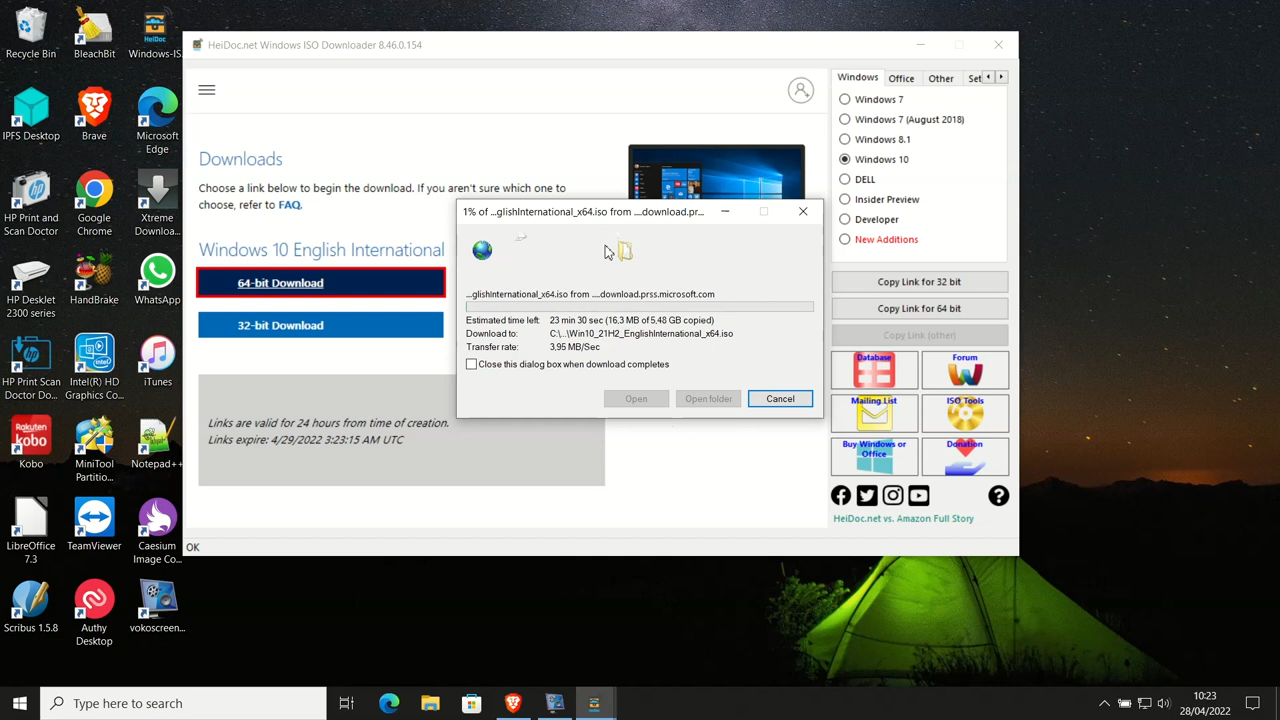 Recycle Bin
BleachBit
Windows-IS
IPFS Desktop
Brave
Microsoft
Edge
HP Print and
Scan Doctor
Google
Chrome
Xtreme
Download...
HP DeskJet
2300 series
HandBrake
WhatsApp
HP Print Scan
Doctor Do...
Intel(R) HD
Graphics Co...
iTunes
Rakuten
kobo
Kobo
MiniTool
Partitio...
Notepad++
LibreOffice
7.3
TeamViewer
Caesium
Image Co...
Scribus 1.5.8
Authy
Desktop
vokoscreen...
HeiDoc.net Windows ISO Downloader 8.46.0.154
Downloads
Choose a link below to begin the download. If you aren't sure which one to
choose, refer to FAQ.
Windows 10 English International
64-bit Download
32-bit Download
Links are valid for 24 hours from time of creation.
Links expire: 4/29/2022 3:23:15 AM UTC
OK
1% of ...glishInternational_x64.iso from ....download.pr...
...glishInternational_x64.iso from ....download.prss.microsoft.com
Estimated time left: 23 min 30 sec (16,3 MB of 5,48 GB copied)
Download to: C:\...\Win10_21H2_EnglishInternational_x64.iso
Transfer rate: 3,95 MB/Sec
Close this dialog box when download completes
Open
Open folder
Cancel
Windows
Office
Other
Set
Windows 7
Windows 7 (August 2018)
Windows 8.1
Windows 10
DELL
Insider Preview
Developer
New Additions
Copy Link for 32 bit
Copy Link for 64 bit
Copy Link (other)
Database
Forum
Mailing List
ISO Tools
Buy Windows or
Office
Donation
HeiDoc.net vs. Amazon Full Story
Type here to search
10:23
28/04/2022